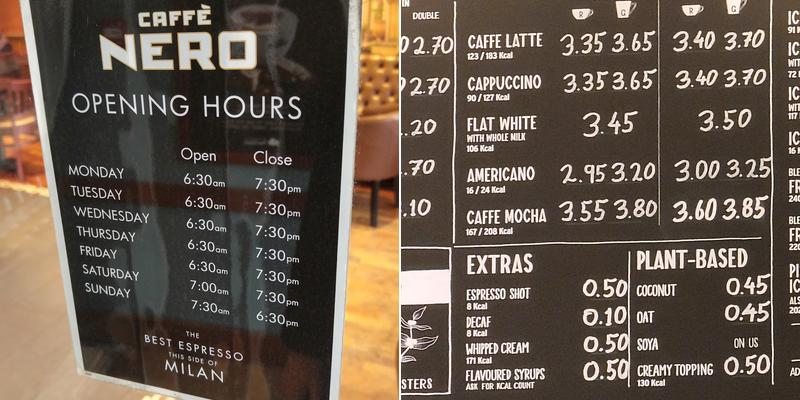 CAFFÈ
NERO
OPENING HOURS
Open Close
MONDAY 6:30am 7:30pm
TUESDAY 6:30am 7:30pm
WEDNESDAY 6:30am 7:30pm
THURSDAY 6:30am 7:30pm
FRIDAY 6:30am 7:30pm
SATURDAY 7:00am 7:30pm
SUNDAY 7:30am 6:30pm
THE
BEST ESPRESSO
THIS SIDE OF
MILAN
DOUBLE
2.70
2.70
.20
.70
.10
STERS
R G R G
CAFFE LATTE 3.35 3.65 3.40 3.70
123 / 183 Kcal
CAPPUCCINO 3.35 3.65 3.40 3.70
90 / 127 Kcal
FLAT WHITE 3.45 3.50
WITH WHOLE MILK
106 Kcal
AMERICANO 2.95 3.20 3.00 3.25
16 / 24 Kcal
CAFFE MOCHA 3.55 3.80 3.60 3.85
167 / 208 Kcal
EXTRAS
ESPRESSO SHOT 0.50
8 Kcal
DECAF 0.10
8 Kcal
WHIPPED CREAM 0.50
171 Kcal
FLAVOURED SYRUPS 0.50
ASK FOR KCAL COUNT
PLANT-BASED
COCONUT 0.45
OAT 0.45
SOYA ON US
CREAMY TOPPING 0.50
130 Kcal